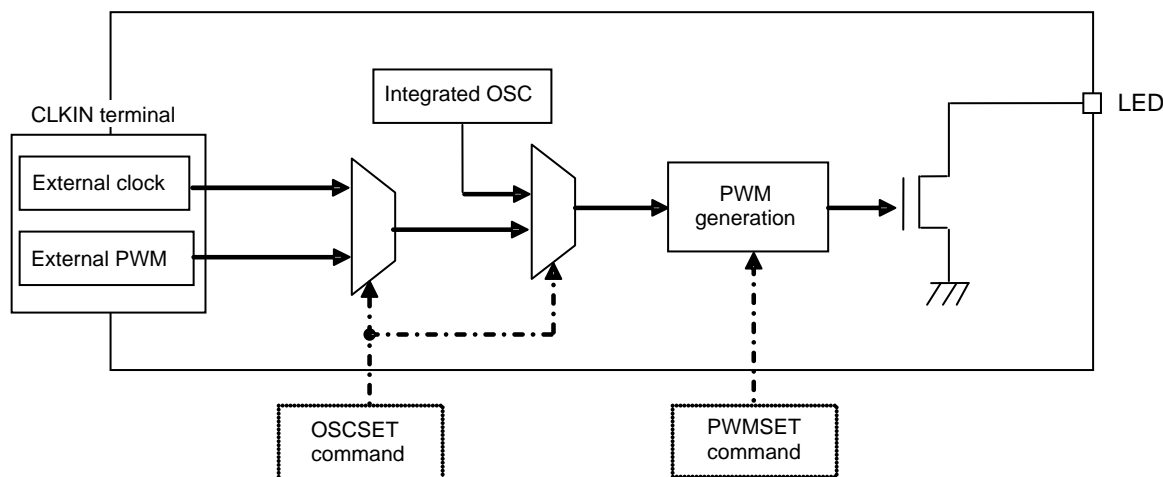 Integrated OSC
LED
CLKIN terminal
External clock
External PWM
PWM
generation
OSCSET
command
PWMSET
command